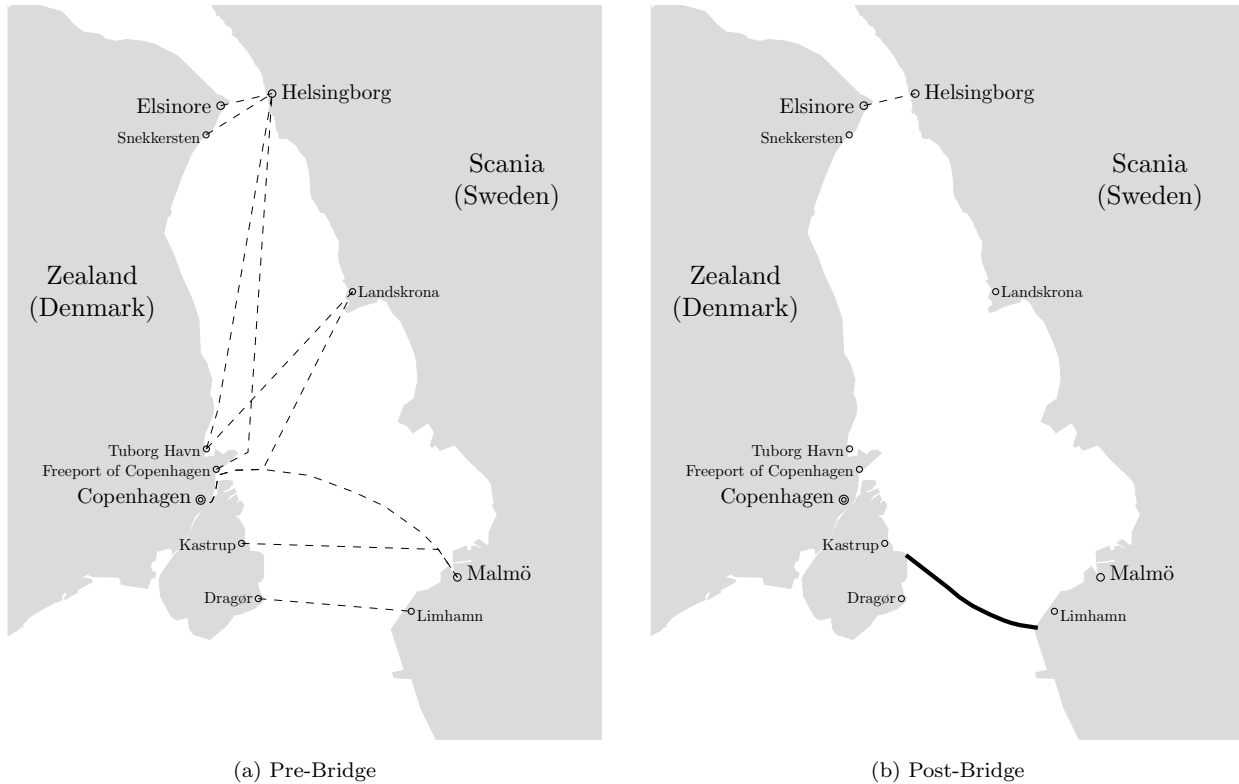 Elsinore
Helsingborg
Snekkersten
Scania
(Sweden)
Zealand
(Denmark)
Landskrona
Tuborg Havn
Freeport of Copenhagen
Copenhagen
Kastrup
Malmö
Dragør
Limhamn
(a) Pre-Bridge
Elsinore
Helsingborg
Snekkersten
Scania
(Sweden)
Zealand
(Denmark)
Landskrona
Tuborg Havn
Freeport of Copenhagen
Copenhagen
Kastrup
Malmö
Dragør
Limhamn
(b) Post-Bridge